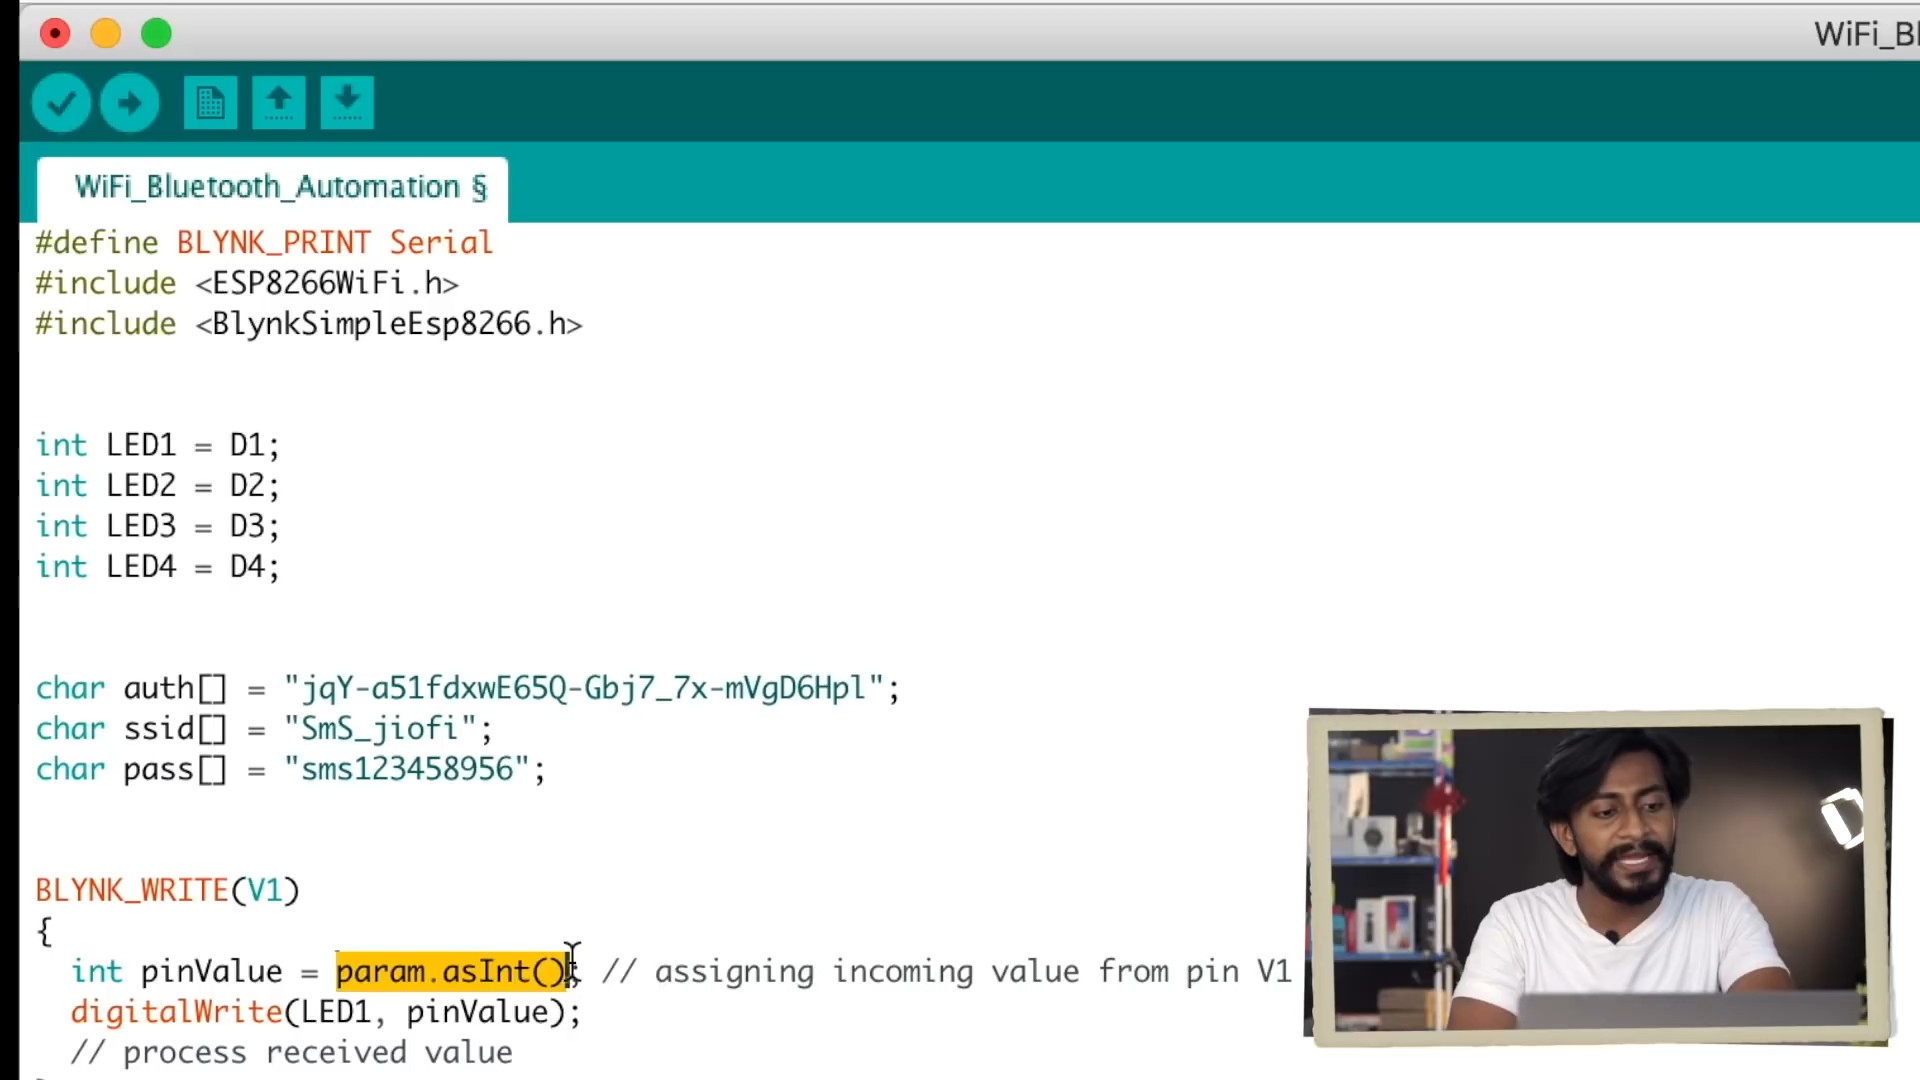 WiFi_Bl
WiFi_Bluetooth_Automation §
#define BLYNK_PRINT Serial
#include <ESP8266WiFi.h>
#include <BlynkSimpleEsp8266.h>
int LED1 = D1;
int LED2 = D2;
int LED3 = D3;
int LED4 = D4;
char auth[] = "jqY-a51fdxwE65Q-Gbj7_7x-mVgD6Hpl";
char ssid[] = "SmS_jiofi";
char pass[] = "sms123458956";
BLYNK_WRITE(V1)
{
int pinValue = param.asInt(); // assigning incoming value from pin V1
digitalWrite(LED1, pinValue);
// process received value
D